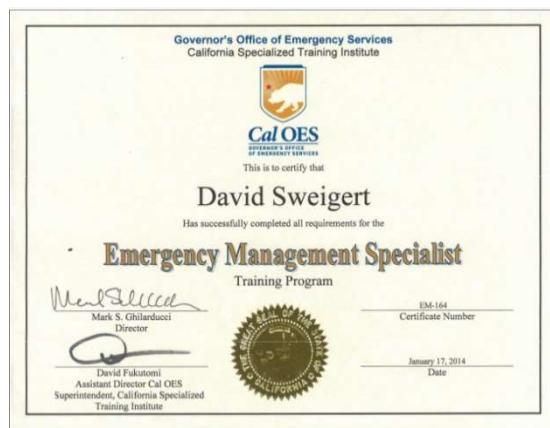 Governor's Office of Emergency Services
California Specialized Training Institute
Cal OES
GOVERNOR'S OFFICE
OF EMERGENCY SERVICES
This is to certify that
David Sweigert
Has successfully completed all requirements for the
Emergency Management Specialist
Training Program
Mark S. Ghilarducci
Director
EM-164
Certificate Number
David Fukutomi
Assistant Director Cal OES
Superintendent, California Specialized
Training Institute
January 17, 2014
Date